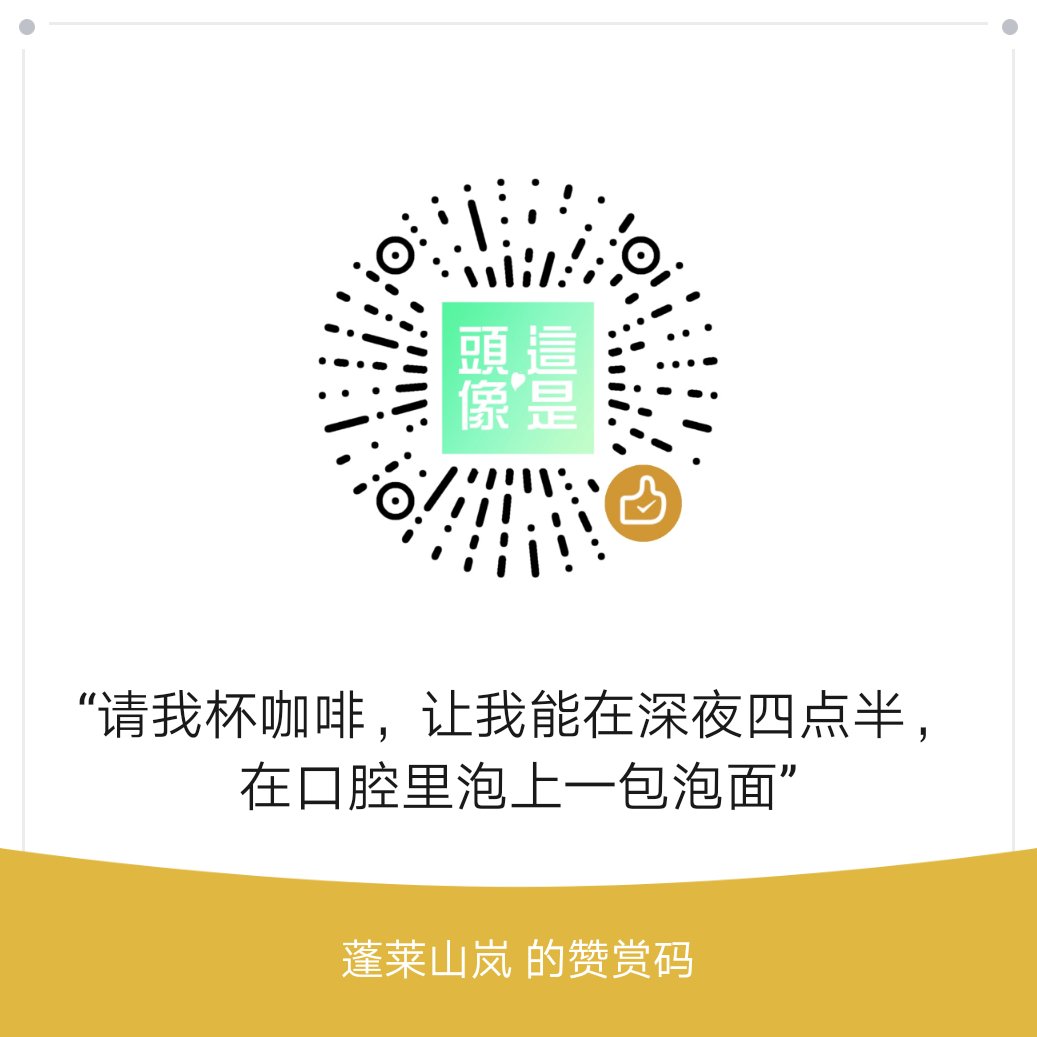 這是
頭像
“请我杯咖啡，让我能在深夜四点半，
在口腔里泡上一包泡面”
蓬莱山岚 的赞赏码